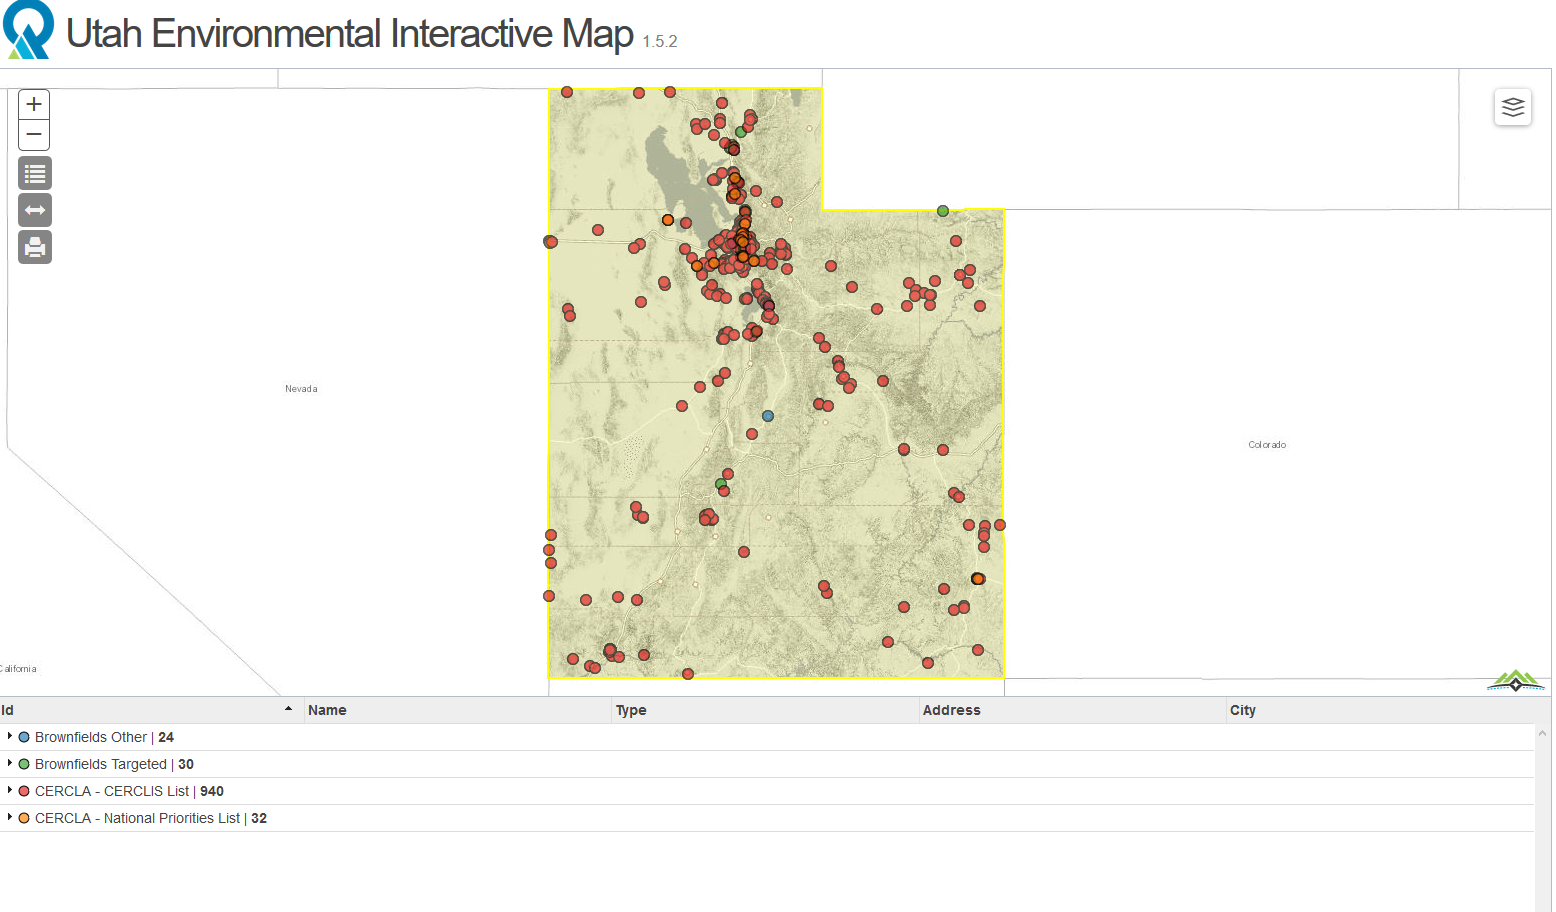 Utah Environmental Interactive Map 1.5.2
+
−
Nevada
Colorado
California
Id Name Type Address City
Brownfields Other | 24
Brownfields Targeted | 30
CERCLA - CERCLIS List | 940
CERCLA - National Priorities List | 32